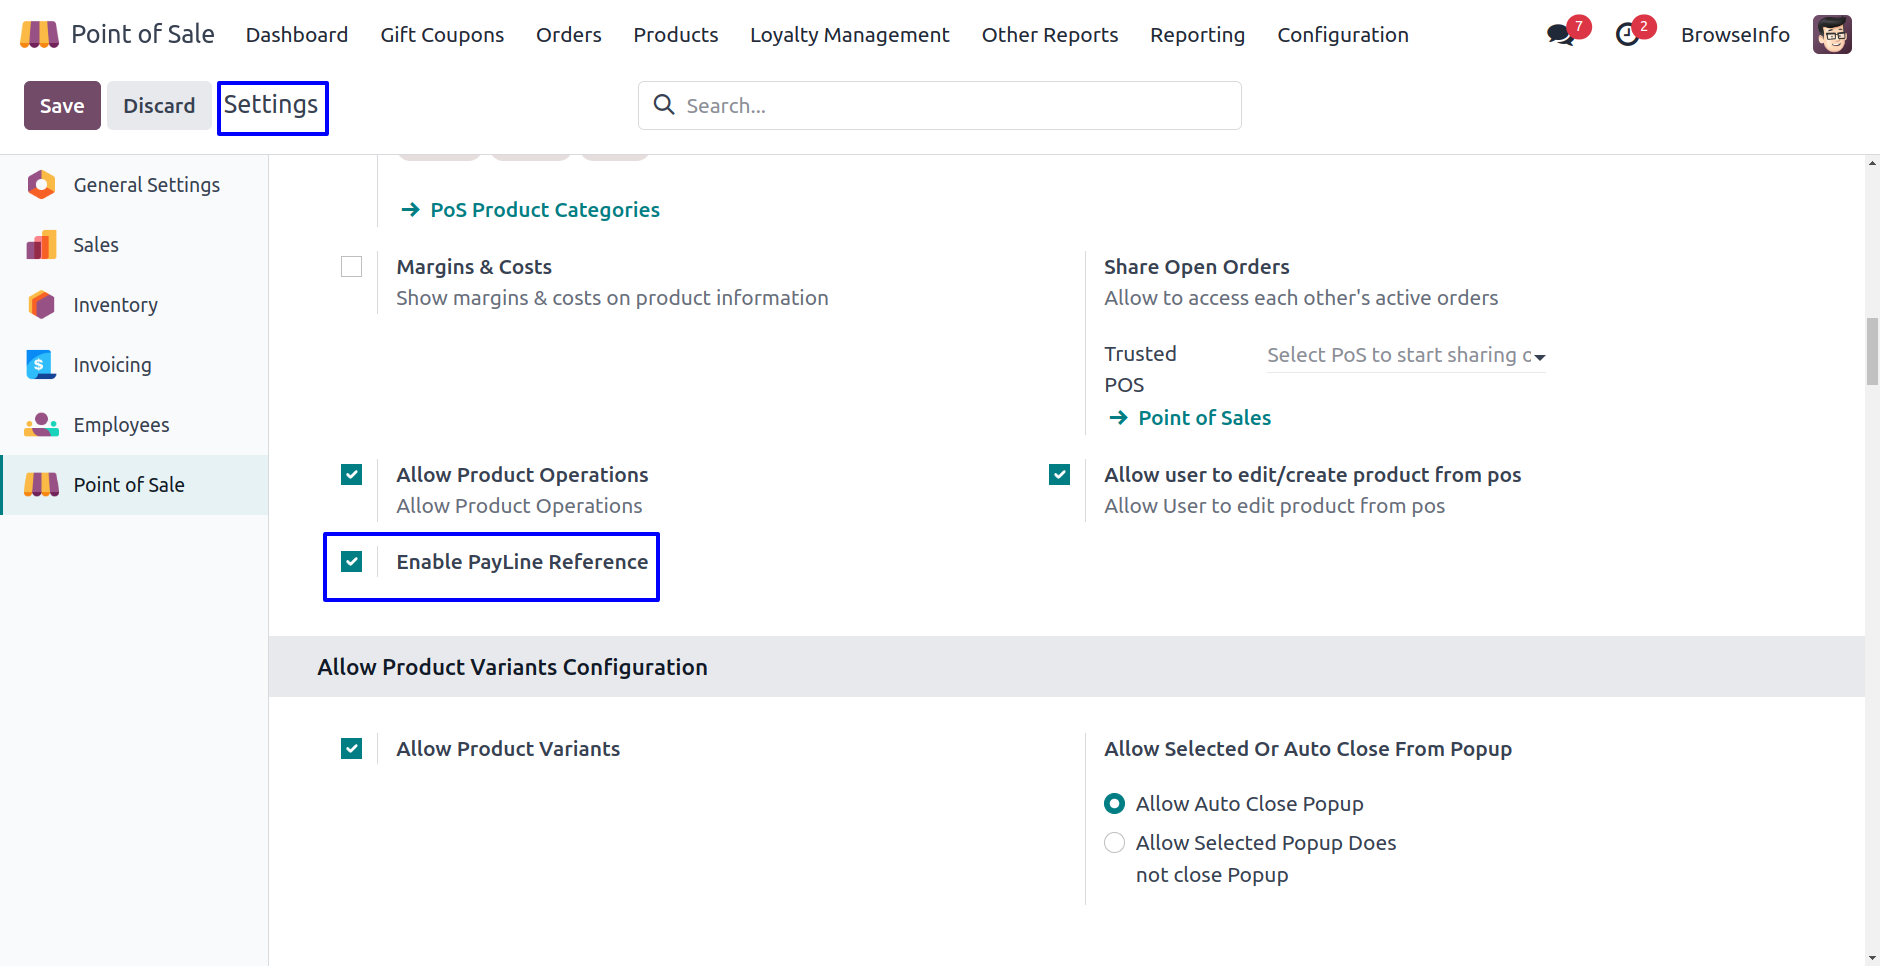 Point of Sale Dashboard Gift Coupons Orders Products Loyalty Management Other Reports Reporting Configuration 7 2 BrowseInfo
Save Discard Settings Search...
General Settings
Sales
Inventory
Invoicing
Employees
Point of Sale
PoS Product Categories
Margins & Costs
Show margins & costs on product information
Share Open Orders
Allow to access each other's active orders
Trusted
POS
Select PoS to start sharing
Point of Sales
Allow Product Operations
Allow Product Operations
Allow user to edit/create product from pos
Allow User to edit product from pos
Enable PayLine Reference
Allow Product Variants Configuration
Allow Product Variants
Allow Selected Or Auto Close From Popup
Allow Auto Close Popup
Allow Selected Popup Does
not close Popup